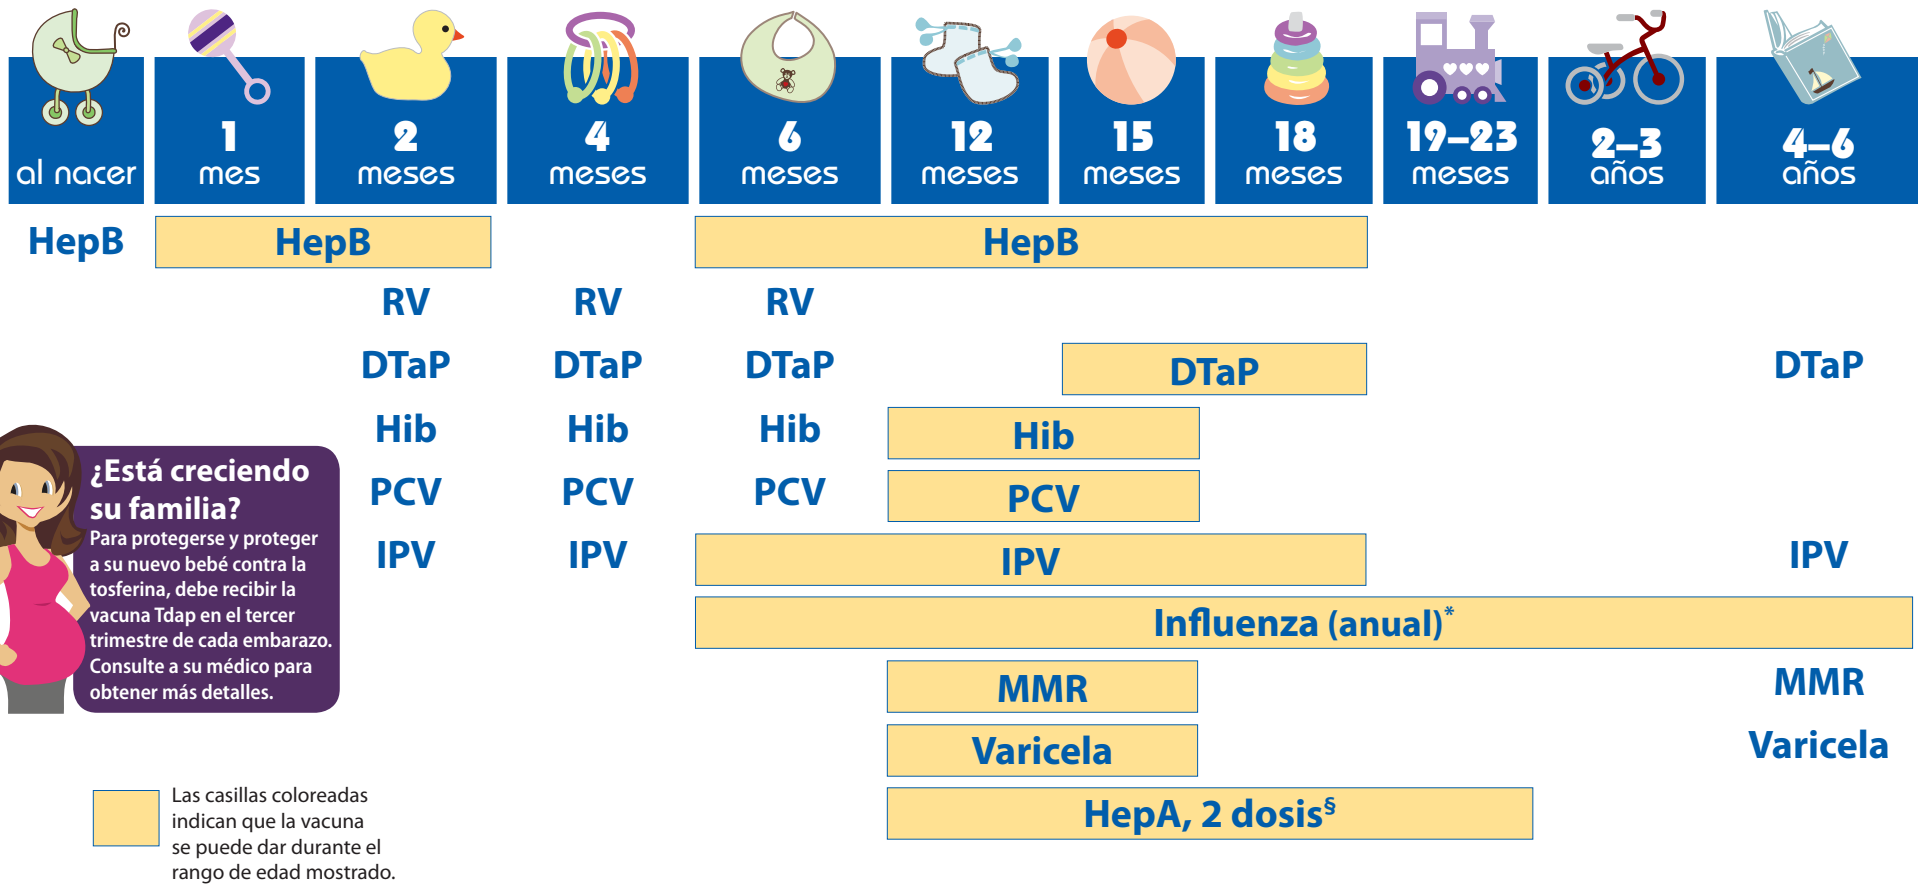 al nacer
1
mes
2
meses
4
meses
6
meses
12
meses
15
meses
18
meses
19–23
meses
2–3
años
4–6
años
HepB HepB HepB
RV RV RV
DTaP DTaP DTaP DTaP DTaP
Hib Hib Hib Hib
PCV PCV PCV PCV
IPV IPV IPV IPV
Influenza (anual)*
MMR MMR
Varicela Varicela
HepA, 2 dosis§
¿Está creciendo
su familia?
Para protegerse y proteger
a su nuevo bebé contra la
tosferina, debe recibir la
vacuna Tdap en el tercer
trimestre de cada embarazo.
Consulte a su médico para
obtener más detalles.
Las casillas coloreadas
indican que la vacuna
se puede dar durante el
rango de edad mostrado.